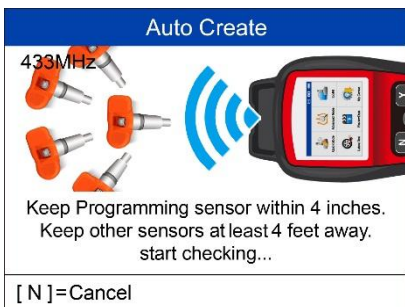 Auto Create
433MHz
Y
N
Keep Programming sensor within 4 inches.
Keep other sensors at least 4 feet away.
start checking...
[ N ]=Cancel